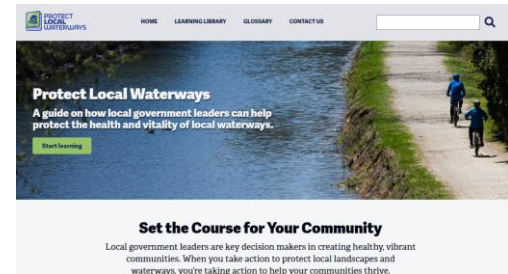 PROTECT
LOCAL
WATERWAYS
HOME LEARNING LIBRARY GLOSSARY CONTACT US
Protect Local Waterways
A guide on how local government leaders can help
protect the health and vitality of local waterways.
Start learning
Set the Course for Your Community
Local government leaders are key decision makers in creating healthy, vibrant
communities. When you take action to protect local landscapes and
waterways, you're taking action to help your communities thrive.